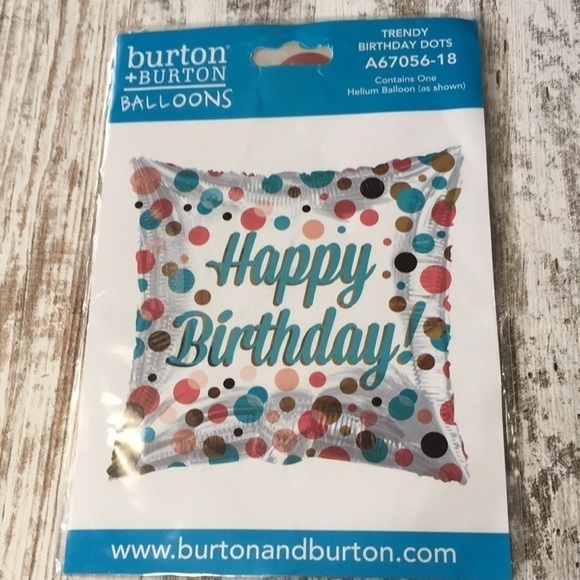 burton
+BURTON
BALLOONS
TRENDY
BIRTHDAY DOTS
A67056-18
Contains One
Helium Balloon (as shown)
Happy
Birthday!
www.burtonandburton.com